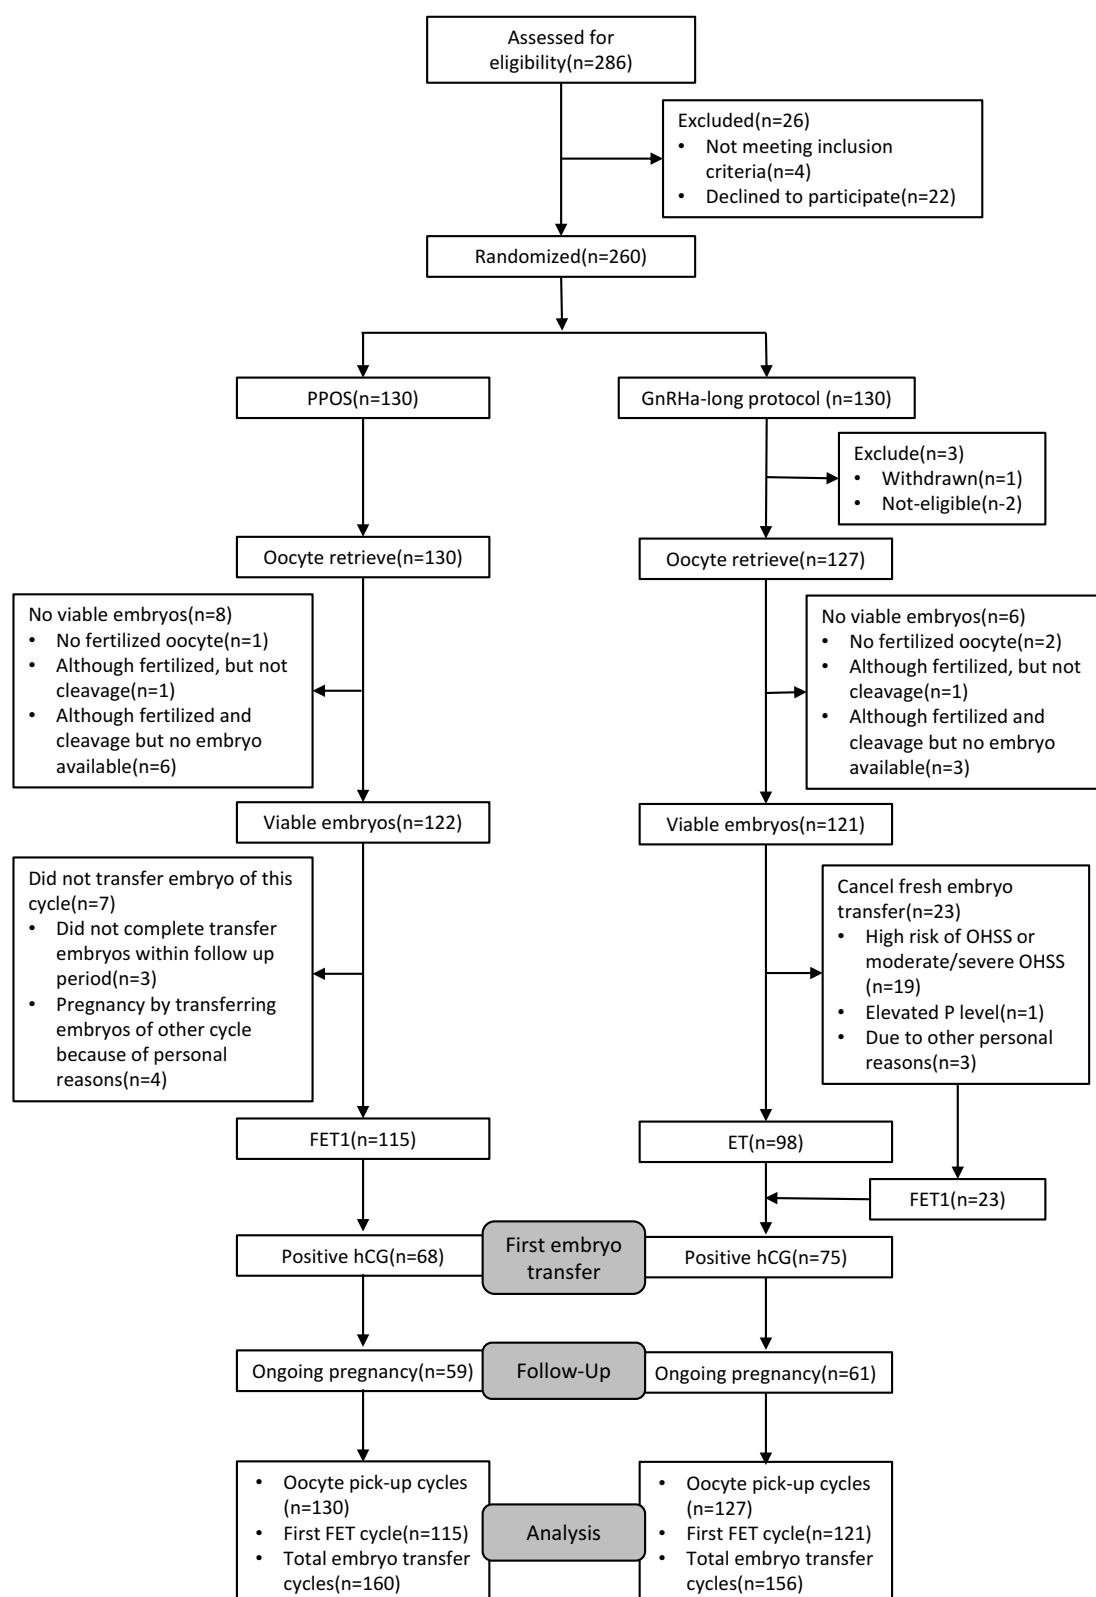 Assessed for
eligibility(n=286)
Excluded(n=26)
• Not meeting inclusion
criteria(n=4)
• Declined to participate(n=22)
Randomized(n=260)
PPOS(n=130)
GnRHa-long protocol (n=130)
Exclude(n=3)
• Withdrawn(n=1)
• Not-eligible(n-2)
Oocyte retrieve(n=130)
Oocyte retrieve(n=127)
No viable embryos(n=8)
• No fertilized oocyte(n=1)
• Although fertilized, but not
cleavage(n=1)
• Although fertilized and
cleavage but no embryo
available(n=6)
No viable embryos(n=6)
• No fertilized oocyte(n=2)
• Although fertilized, but not
cleavage(n=1)
• Although fertilized and
cleavage but no embryo
available(n=3)
Viable embryos(n=122)
Viable embryos(n=121)
Did not transfer embryo of this
cycle(n=7)
• Did not complete transfer
embryos within follow up
period(n=3)
• Pregnancy by transferring
embryos of other cycle
because of personal
reasons(n=4)
Cancel fresh embryo
transfer(n=23)
• High risk of OHSS or
moderate/severe OHSS
(n=19)
• Elevated P level(n=1)
• Due to other personal
reasons(n=3)
FET1(n=115)
ET(n=98)
FET1(n=23)
Positive hCG(n=68)
First embryo
transfer
Positive hCG(n=75)
Ongoing pregnancy(n=59)
Follow-Up
Ongoing pregnancy(n=61)
• Oocyte pick-up cycles
(n=130)
• First FET cycle(n=115)
• Total embryo transfer
cycles(n=160)
Analysis
• Oocyte pick-up cycles
(n=127)
• First FET cycle(n=121)
• Total embryo transfer
cycles(n=156)